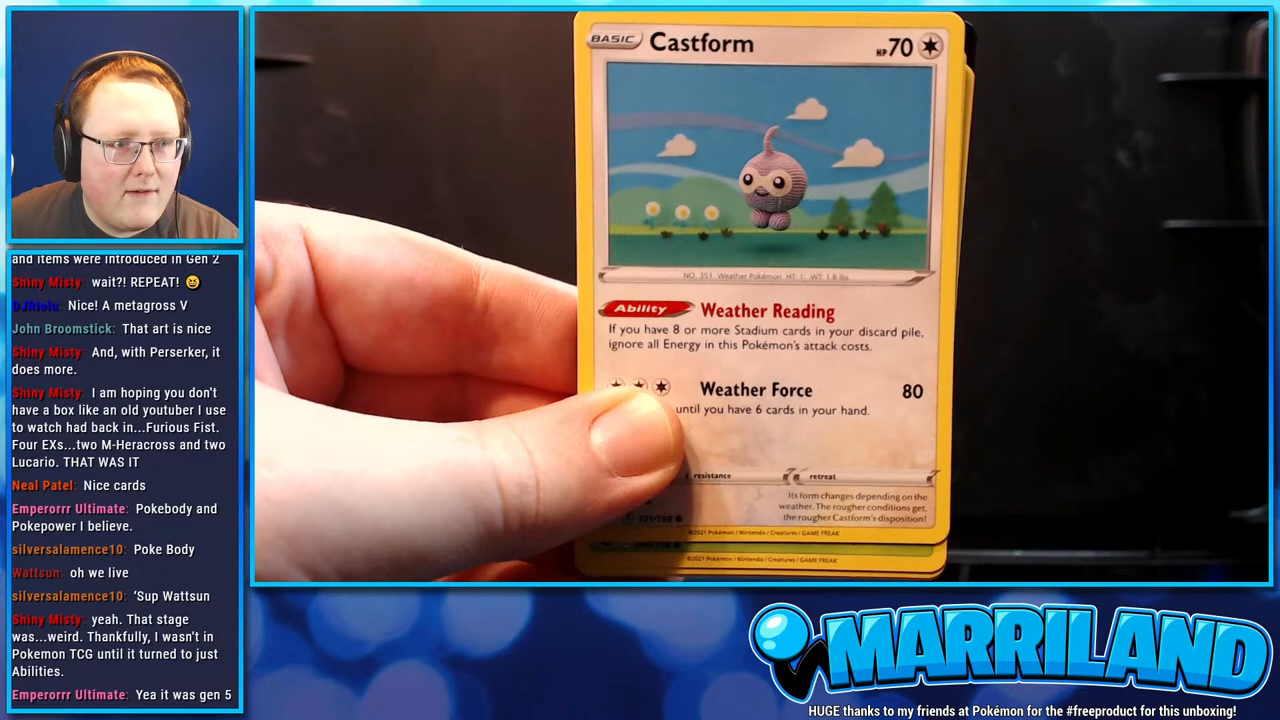 and items were introduced in Gen 2
Shiny Misty: wait?! REPEAT! 😆
DJRiolu: Nice! A metagross V
John Broomstick: That art is nice
Shiny Misty: And, with Perserker, it
does more.
Shiny Misty: I am hoping you don't
have a box like an old youtuber I use
to watch had back in...Furious Fist.
Four EXs...two M-Heracross and two
Lucario. THAT WAS IT
Neal Patel: Nice cards
Emperorrr Ultimate: Pokebody and
Pokepower I believe.
silversalamence10: Poke Body
Wattsun: oh we live
silversalamence10: 'Sup Wattsun
Shiny Misty: yeah. That stage
was...weird. Thankfully, I wasn't in
Pokemon TCG until it turned to just
Abilities.
Emperorrr Ultimate: Yea it was gen 5
BASIC Castform HP 70
NO. 351 Weather Pokémon HT: 1' WT: 1.8 lbs.
Ability Weather Reading
If you have 8 or more Stadium cards in your discard pile,
ignore all Energy in this Pokémon's attack costs.
Weather Force 80
until you have 6 cards in your hand.
resistance retreat
Its form changes depending on the
weather. The rougher conditions get,
the rougher Castform's disposition!
©2021 Pokémon / Nintendo / Creatures / GAME FREAK
©2021 Pokémon / Nintendo / Creatures / GAME FREAK
MARRILAND
HUGE thanks to my friends at Pokémon for the #freeproduct for this unboxing!